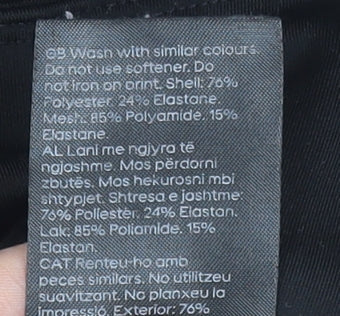 GB Wash with similar colours.
Do not use softener. Do
not iron on print. Shell: 76%
Polyester. 24% Elastane.
Mesh: 85% Polyamide. 15%
Elastane.
AL Lani me ngjyra të
ngjashme. Mos përdorni
zbutës. Mos hekurosni mbi
shtypjet. Shtresa e jashtme:
76% Poliester. 24% Elastan.
Lak: 85% Poliamide. 15%
Elastan.
CAT Renteu-ho amb
peces similars. No utilitzeu
suavitzant. No planxeu la
impressió. Exterior: 76%